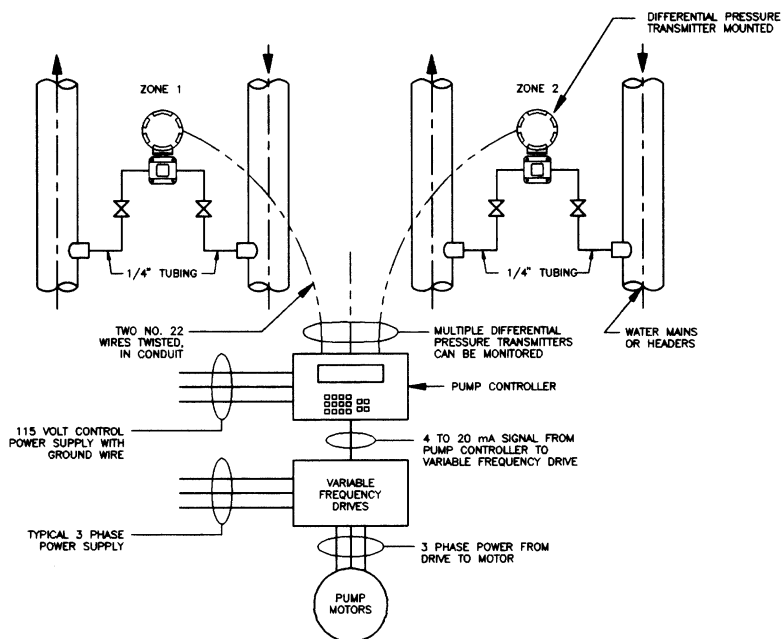 DIFFERENTIAL PRESSURE
TRANSMITTER MOUNTED
ZONE 1
ZONE 2
1/4" TUBING
1/4" TUBING
TWO NO. 22
WIRES TWISTED,
IN CONDUIT
MULTIPLE DIFFERENTIAL
PRESSURE TRANSMITTERS
CAN BE MONITORED
WATER MAINS
OR HEADERS
PUMP CONTROLLER
115 VOLT CONTROL
POWER SUPPLY WITH
GROUND WIRE
4 TO 20 mA SIGNAL FROM
PUMP CONTROLLER TO
VARIABLE FREQUENCY DRIVE
VARIABLE
FREQUENCY
DRIVES
TYPICAL 3 PHASE
POWER SUPPLY
3 PHASE POWER FROM
DRIVE TO MOTOR
PUMP
MOTORS